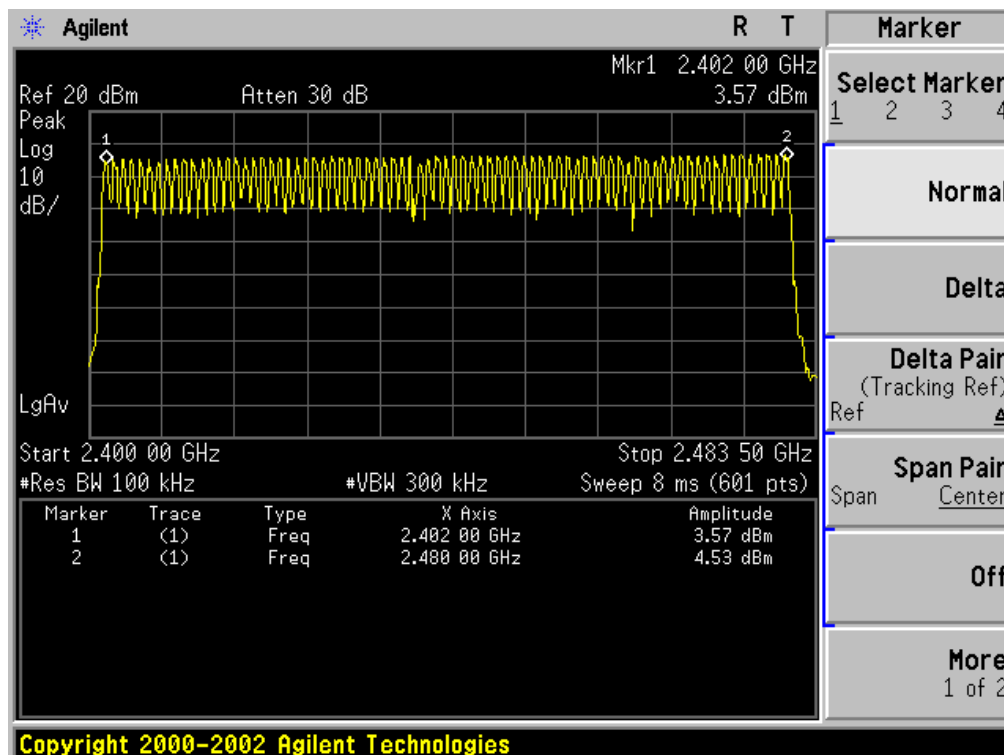 Agilent R T Marker
Mkr1 2.402 00 GHz
Ref 20 dBm Atten 30 dB 3.57 dBm
Peak
Log
10
dB/
1
2
LgAv
Start 2.400 00 GHz Stop 2.483 50 GHz
#Res BW 100 kHz #VBW 300 kHz Sweep 8 ms (601 pts)
Marker Trace Type X Axis Amplitude
1 (1) Freq 2.402 00 GHz 3.57 dBm
2 (1) Freq 2.480 00 GHz 4.53 dBm
Select Marker
1 2 3 4
Normal
Delta
Delta Pair
(Tracking Ref)
Ref Δ
Span Pair
Span Center
Off
More
1 of 2
Copyright 2000-2002 Agilent Technologies